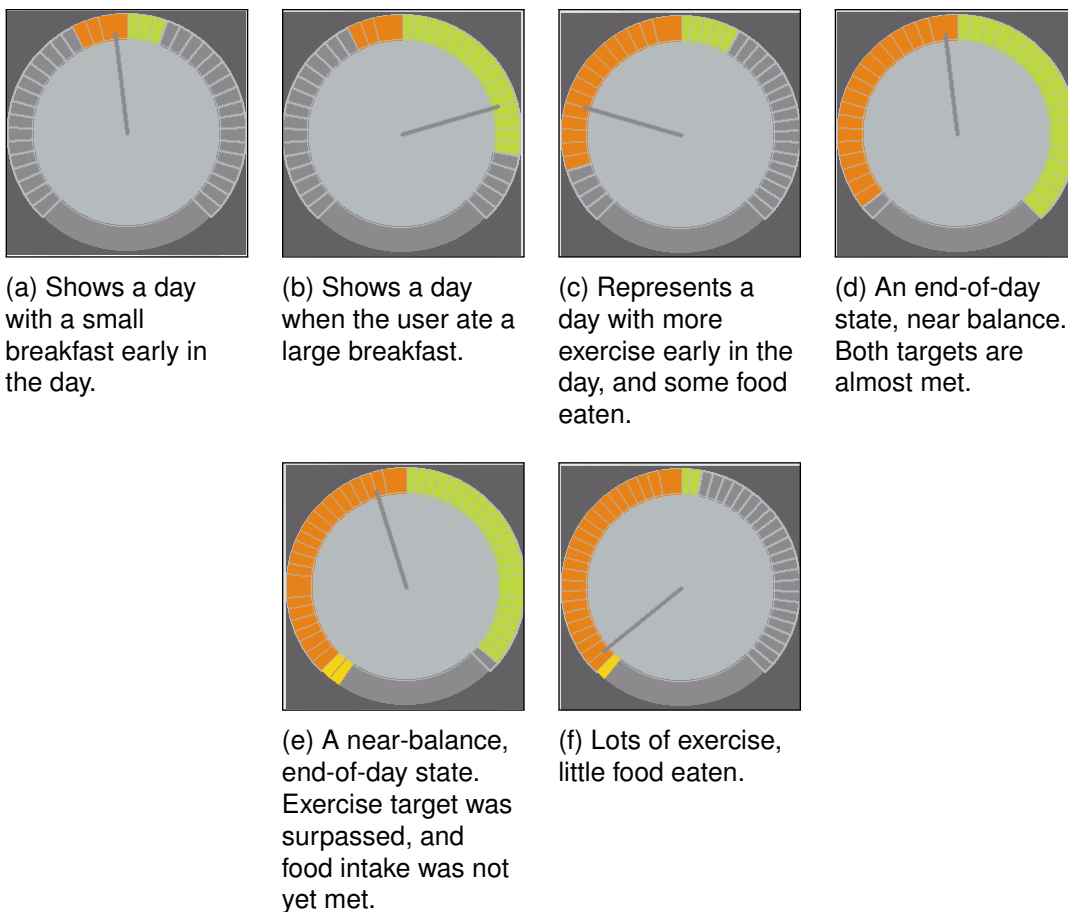 (a) Shows a day
with a small
breakfast early in
the day.
(b) Shows a day
when the user ate a
large breakfast.
(c) Represents a
day with more
exercise early in the
day, and some food
eaten.
(d) An end-of-day
state, near balance.
Both targets are
almost met.
(e) A near-balance,
end-of-day state.
Exercise target was
surpassed, and
food intake was not
yet met.
(f) Lots of exercise,
little food eaten.